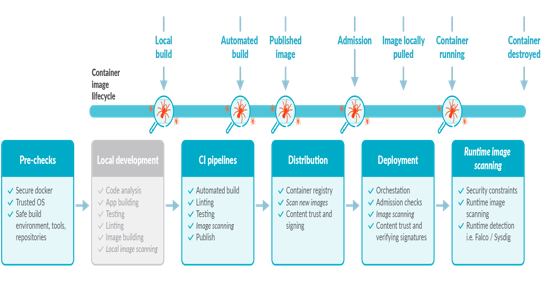 Local
build
Automated
build
Published
image
Admission
Image locally
pulled
Container
running
Container
destroyed
Container
image
lifecycle
Pre-checks
✓ Secure docker
✓ Trusted OS
✓ Safe build
environment, tools,
repositories
Local development
✓ Code analysis
✓ App building
✓ Testing
✓ Linting
✓ Image building
✓ Local image scanning
CI pipelines
✓ Automated build
✓ Linting
✓ Testing
✓ Image scanning
✓ Publish
Distribution
✓ Container registry
✓ Scan new images
✓ Content trust and
signing
Deployment
✓ Orchestation
✓ Admission checks
✓ Image scanning
✓ Content trust and
verifying signatures
Runtime image
scanning
✓ Security constraints
✓ Runtime image
scanning
✓ Runtime detection
i.e. Falco / Sysdig